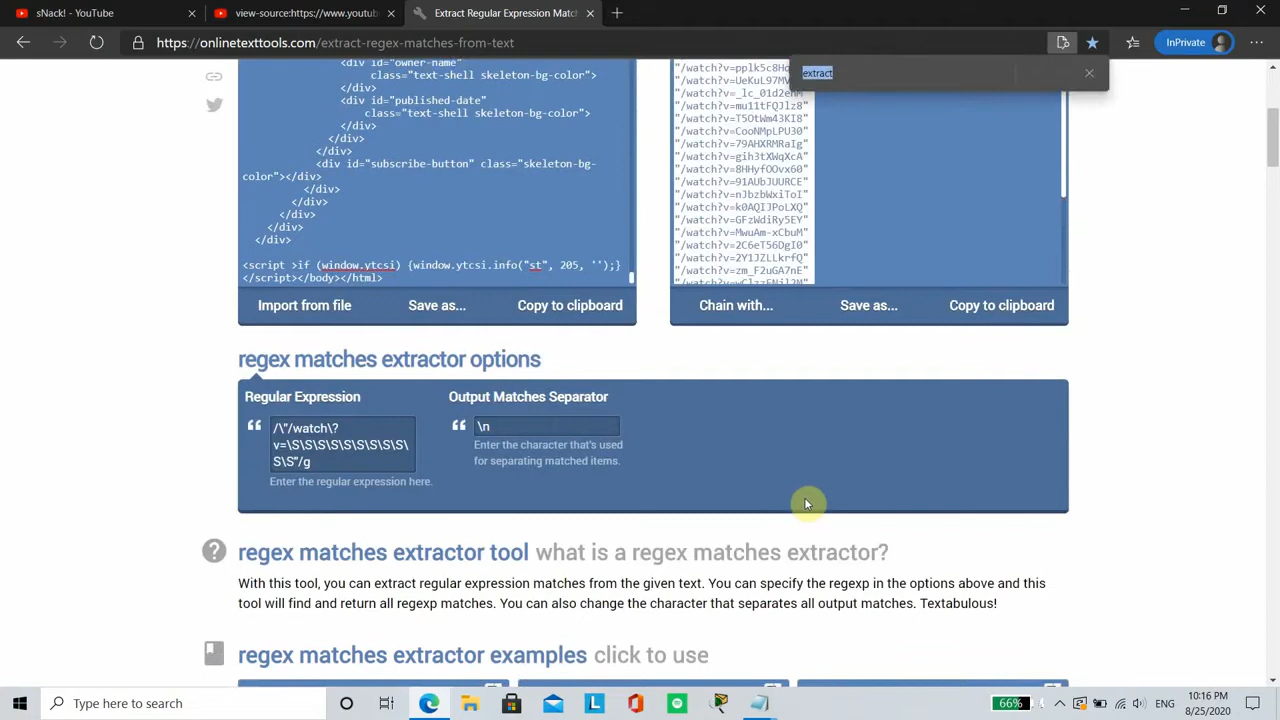 sNack! - YouTube
view-source:https://www.youtub
Extract Regular Expression Matc
https://onlinetexttools.com/extract-regex-matches-from-text
InPrivate
extract
<div id="owner-name"
class="text-shell skeleton-bg-color">
</div>
<div id="published-date"
class="text-shell skeleton-bg-color">
</div>
</div>
</div>
<div id="subscribe-button" class="skeleton-bg-
color"></div>
</div>
</div>
</div>
</div>
</div>
<script >if (window.ytcsi) {window.ytcsi.info("st", 205, '');}
</script></body></html>
"/watch?v=UeKuL97MV
"/watch?v=_lc_01d2ehM
"/watch?v=mu11tFQJlz8"
"/watch?v=T5OtWm43KI8"
"/watch?v=CooNMpLPU30"
"/watch?v=79AHXRMRaIg"
"/watch?v=gih3tXWqXcA"
"/watch?v=8HHyfOOvx60"
"/watch?v=91AUbJUURCE"
"/watch?v=nJbzbWxiToI"
"/watch?v=k0AQIJPoLXQ"
"/watch?v=GFzWdiRy5EY"
"/watch?v=MwuAm-xCbuM"
"/watch?v=2C6eT56DgI0"
"/watch?v=2Y1JZLLkrfQ"
"/watch?v=zm_F2uGA7nE"
Import from file
Save as...
Copy to clipboard
Chain with...
Save as...
Copy to clipboard
regex matches extractor options
Regular Expression
/\"/watch\?
v=\S\S\S\S\S\S\S\S\S\
S\S"/g
Enter the regular expression here.
Output Matches Separator
\n
Enter the character that's used
for separating matched items.
regex matches extractor tool what is a regex matches extractor?
With this tool, you can extract regular expression matches from the given text. You can specify the regexp in the options above and this
tool will find and return all regexp matches. You can also change the character that separates all output matches. Textabulous!
regex matches extractor examples click to use
Type here to search
66%
ENG
10:16 PM
8/25/2020